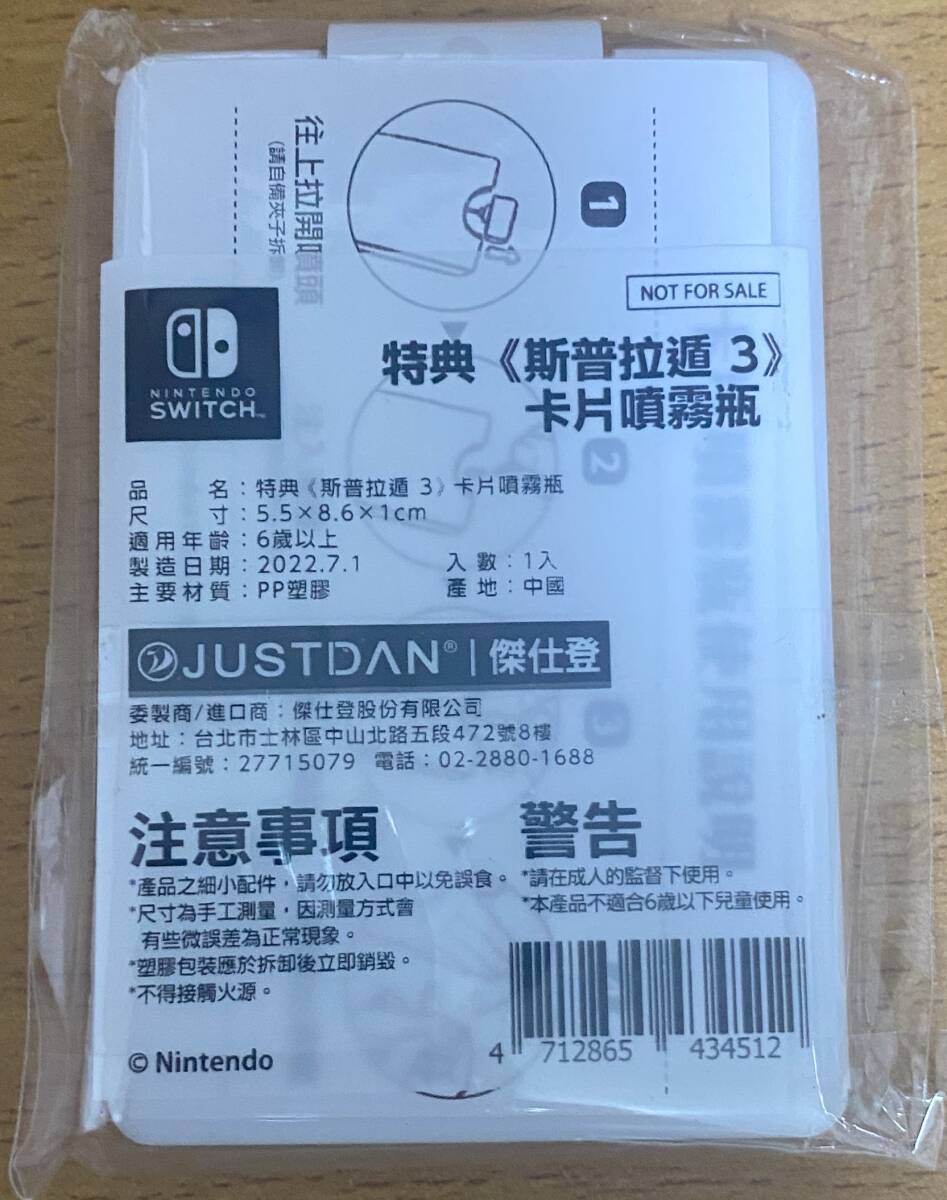 往上拉開噴頭
(請自備夾子拆
1
NOT FOR SALE
NINTENDO
SWITCH™
特典《斯普拉遁 3》
卡片噴霧瓶
2
品 名：特典《斯普拉遁 3》卡片噴霧瓶
尺 寸：5.5×8.6×1cm
適用年齡：6歲以上
製造日期：2022.7.1 入數：1入
主要材質：PP塑膠 產地：中國
JUSTDAN® | 傑仕登
3
委製商/進口商：傑仕登股份有限公司
地址：台北市士林區中山北路五段472號8樓
統一編號：27715079 電話：02-2880-1688
注意事項
*產品之細小配件，請勿放入口中以免誤食。
*尺寸為手工測量，因測量方式會
有些微誤差為正常現象。
*塑膠包裝應於拆卸後立即銷毀。
*不得接觸火源。
警告
*請在成人的監督下使用。
*本產品不適合6歲以下兒童使用。
© Nintendo
4 712865 434512